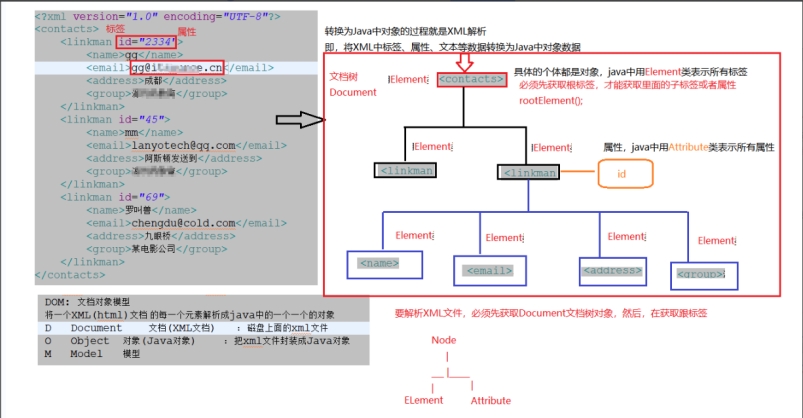 <?xml version="1.0" encoding="UTF-8"?>
<contacts> 标签 属性
<linkman id="2334">
<name>gg</name>
<email>gg@it.cn</email>
<address>成都</address>
<group></group>
</linkman>
<linkman id="45">
<name>mm</name>
<email>lanyotech@qq.com</email>
<address>阿斯顿发送到</address>
<group></group>
</linkman>
<linkman id="69">
<name>罗叫兽</name>
<email>chengdu@cold.com</email>
<address>九眼桥</address>
<group>某电影公司</group>
</linkman>
</contacts>
转换为Java中对象的过程就是XML解析
即，将XML中标签、属性、文本等数据转换为Java中对象数据
文档树
Document
Element
<contacts>
具体的个体都是对象，java中用Element类表示所有标签
必须先获取根标签，才能获取里面的子标签或者属性
rootElement();
Element
Element
属性，java中用Attribute类表示所有属性
<linkman
<linkman
id
Element
Element
Element
Element
<name>
<email>
<address>
<group>
DOM: 文档对象模型
将一个XML(html)文档的每一个元素解析成java中的一个一个的对象
D Document 文档(XML文档) ：磁盘上面的xml文件
O Object 对象(Java对象) ：把xml文件封装成Java对象
M Model 模型
要解析XML文件，必须先获取Document文档树对象，然后，在获取跟标签
Node
ELement
Attribute